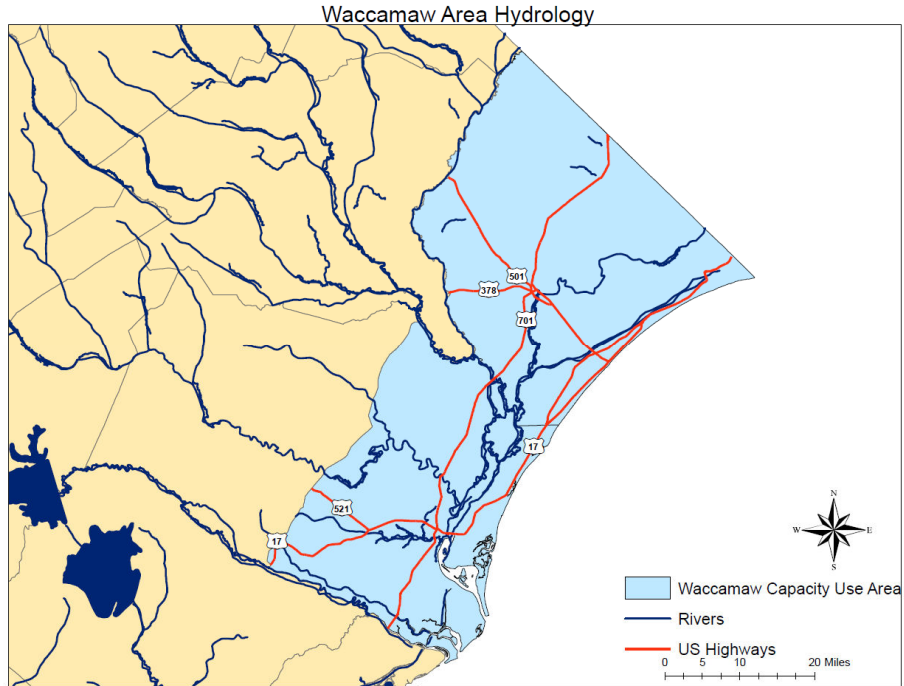 Waccamaw Area Hydrology
501
378
701
17
521
17
N
W E
S
Waccamaw Capacity Use Area
Rivers
US Highways
0 5 10 20 Miles